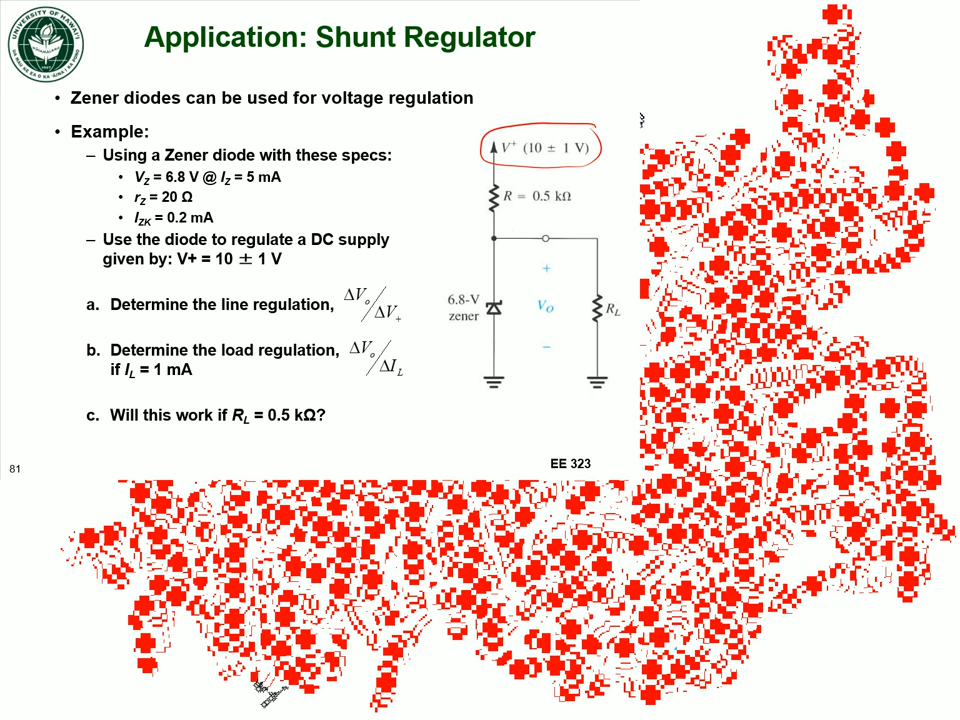 UNIVERSITY OF HAWAI'I
Application: Shunt Regulator
• Zener diodes can be used for voltage regulation
• Example:
– Using a Zener diode with these specs:
• VZ = 6.8 V @ IZ = 5 mA
• rZ = 20 Ω
• IZK = 0.2 mA
– Use the diode to regulate a DC supply
given by: V+ = 10 ± 1 V
a. Determine the line regulation, ΔVo/ΔV+
b. Determine the load regulation, ΔVo/ΔIL
if IL = 1 mA
c. Will this work if RL = 0.5 kΩ?
V+ (10 ± 1 V)
R = 0.5 kΩ
+
6.8-V
zener
VO
RL
−
81
EE 323